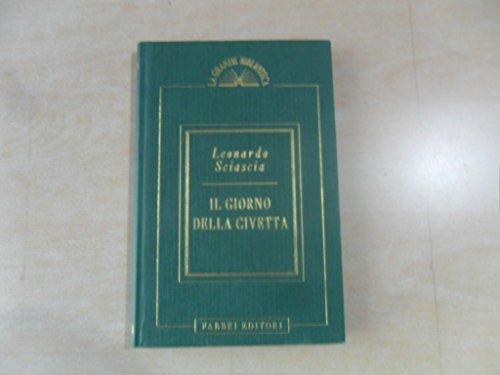 LA GRANDE BIBLIOTECA
Leonardo
Sciascia
IL GIORNO
DELLA CIVETTA
FABBRI EDITORI